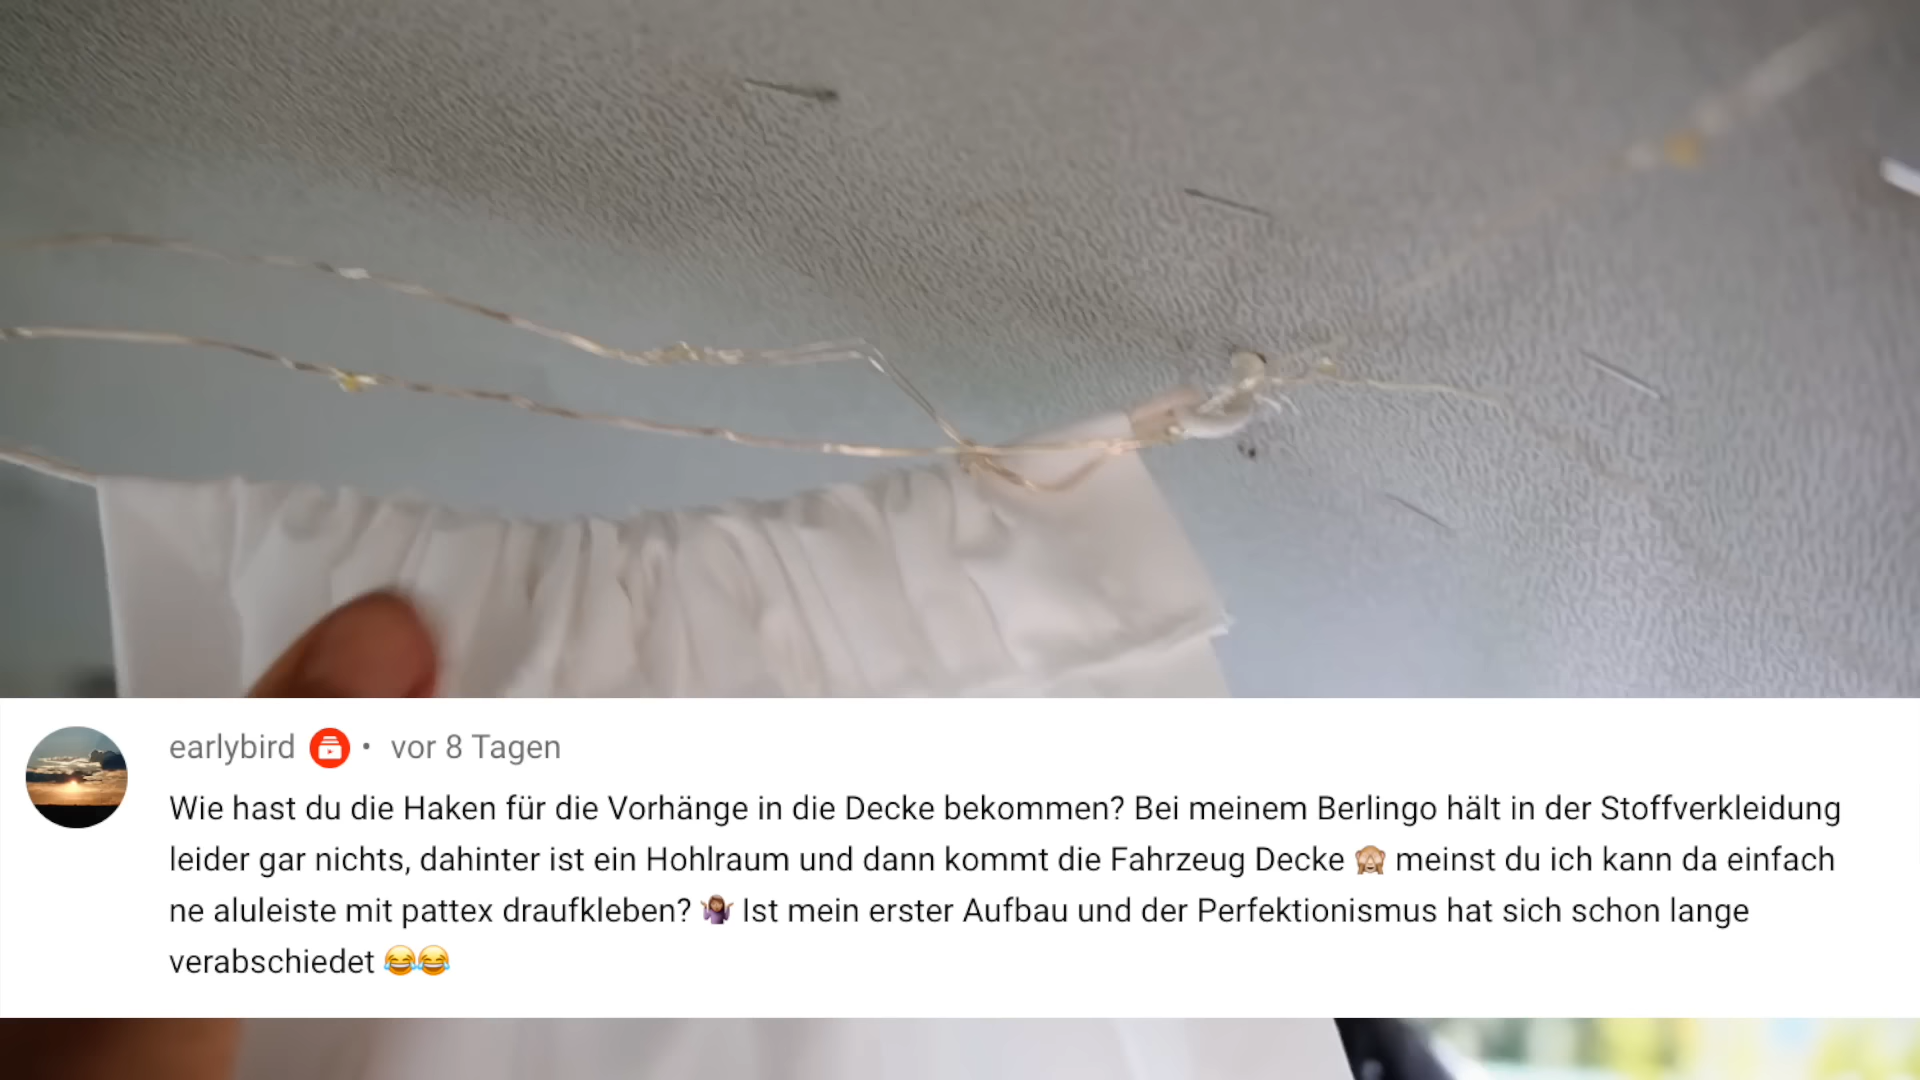 earlybird • vor 8 Tagen
Wie hast du die Haken für die Vorhänge in die Decke bekommen? Bei meinem Berlingo hält in der Stoffverkleidung
leider gar nichts, dahinter ist ein Hohlraum und dann kommt die Fahrzeug Decke 🙈 meinst du ich kann da einfach
ne aluleiste mit pattex draufkleben? 🤷🏽‍♀️ Ist mein erster Aufbau und der Perfektionismus hat sich schon lange
verabschiedet 😂😂